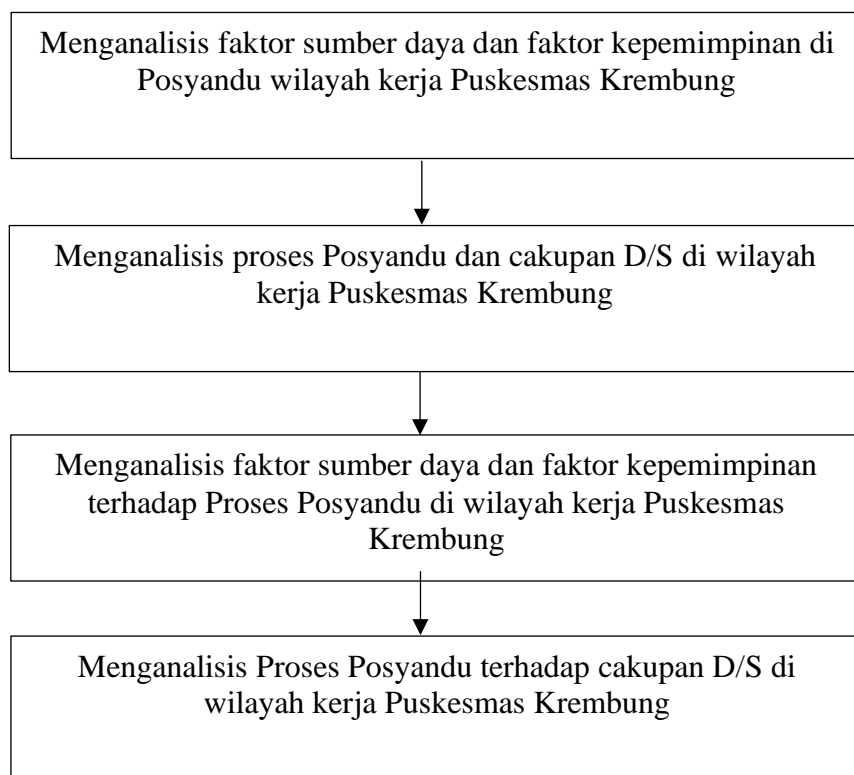 Menganalisis faktor sumber daya dan faktor kepemimpinan di
Posyandu wilayah kerja Puskesmas Krembung
Menganalisis proses Posyandu dan cakupan D/S di wilayah
kerja Puskesmas Krembung
Menganalisis faktor sumber daya dan faktor kepemimpinan
terhadap Proses Posyandu di wilayah kerja Puskesmas
Krembung
Menganalisis Proses Posyandu terhadap cakupan D/S di
wilayah kerja Puskesmas Krembung